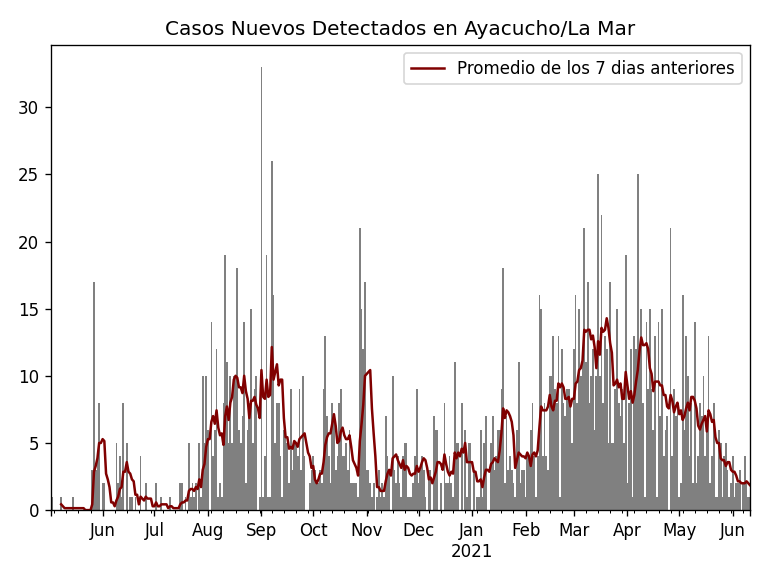 Casos Nuevos Detectados en Ayacucho/La Mar
Promedio de los 7 dias anteriores
30
25
20
15
10
5
0
Jun Jul Aug Sep Oct Nov Dec Jan Feb Mar Apr May Jun
2021